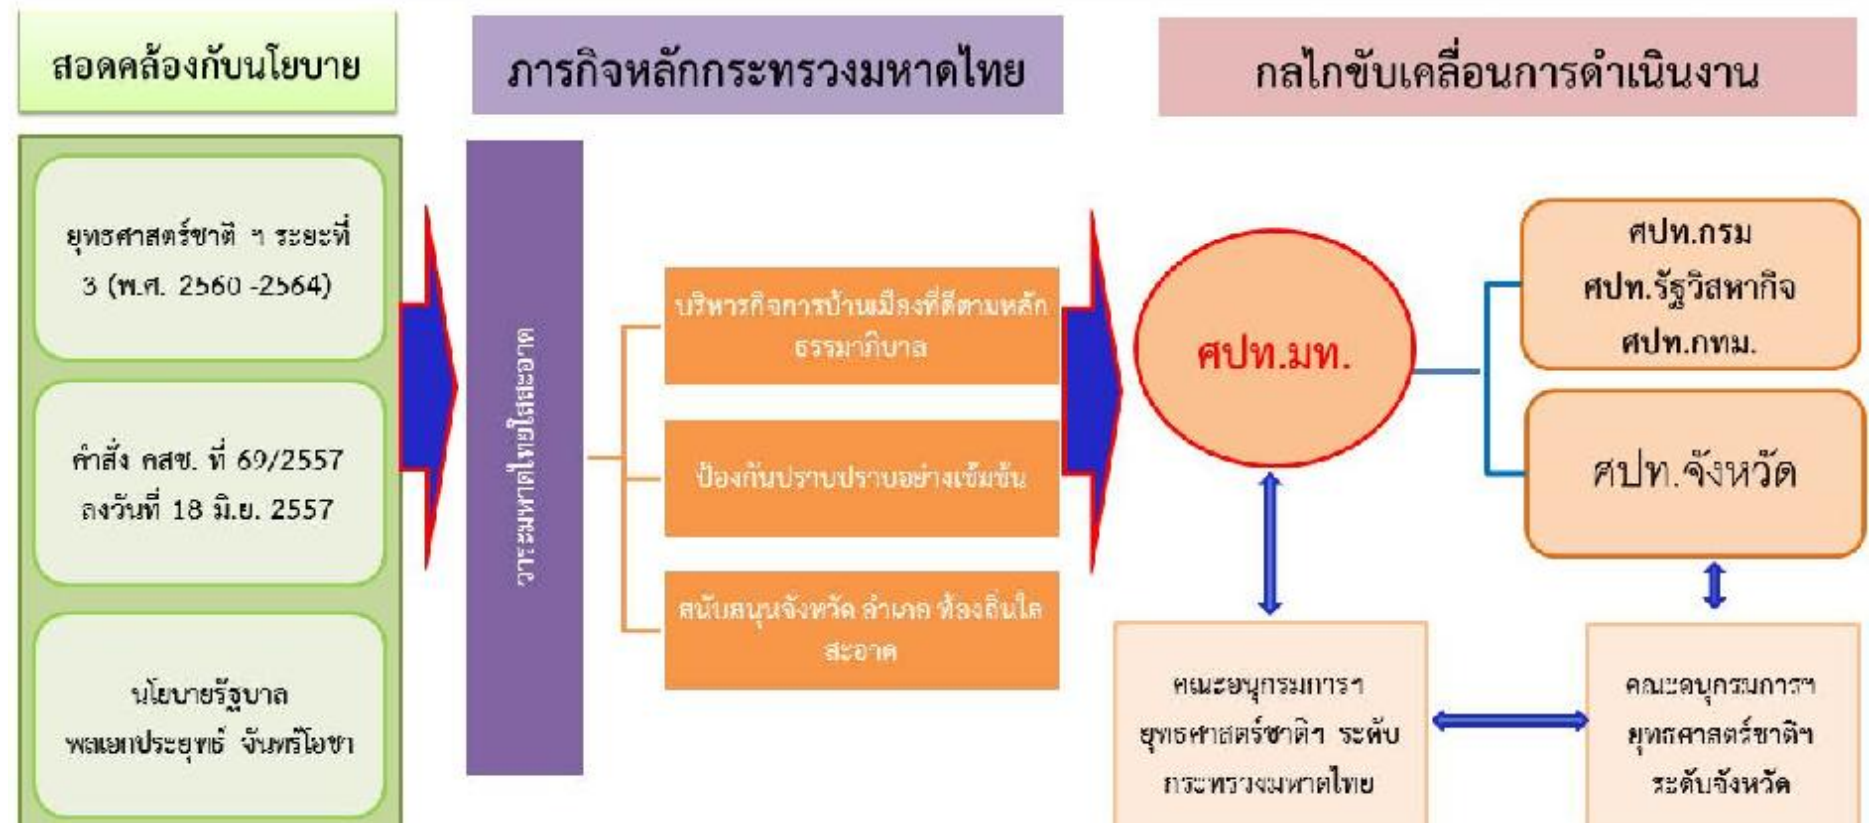 สอดคล้องกับนโยบาย
ยุทธศาสตร์ชาติ ฯ ระยะที่
3 (พ.ศ. 2560 -2564)
คำสั่ง คสช. ที่ 69/2557
ลงวันที่ 18 มิ.ย. 2557
นโยบายรัฐบาล
พลเอกประยุทธ์ จันทร์โอชา
ภารกิจหลักกระทรวงมหาดไทย
วาระมหาดไทยใสสะอาด
บริหารกิจการบ้านเมืองที่ดีตามหลัก
ธรรมาภิบาล
ป้องกันปราบปราบอย่างเข้มข้น
สนับสนุนจังหวัด อำเภอ ท้องถิ่นใส
สะอาด
กลไกขับเคลื่อนการดำเนินงาน
ศปท.มท.
ศปท.กรม
ศปท.รัฐวิสหากิจ
ศปท.กทม.
ศปท.จังหวัด
คณะอนุกรมการฯ
ยุทธศาสตร์ชาติฯ ระดับ
กระทรวงมหาดไทย
คณะอนุกรมการฯ
ยุทธศาสตร์ชาติฯ
ระดับจังหวัด